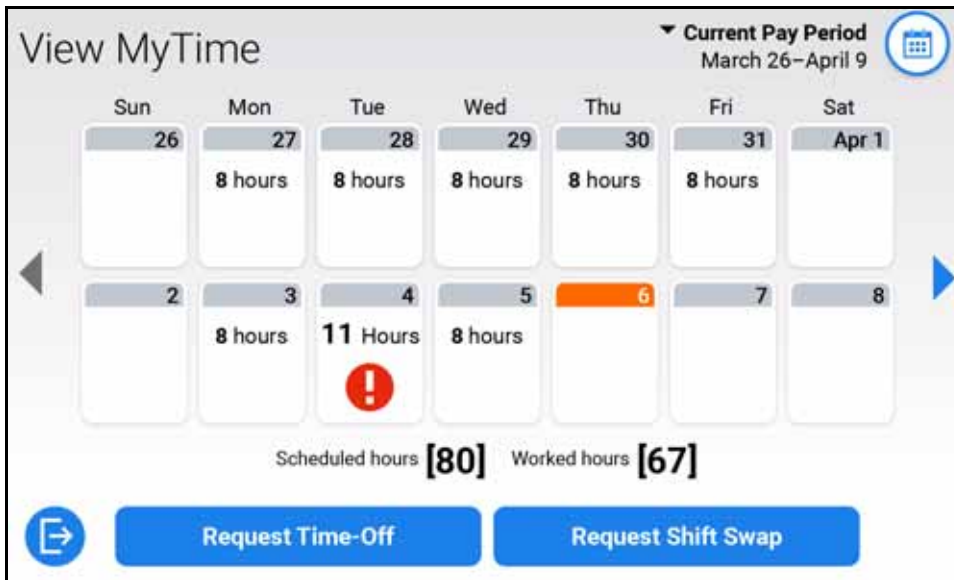 View MyTime
Current Pay Period
March 26–April 9
Sun Mon Tue Wed Thu Fri Sat
26 27 28 29 30 31 Apr 1
8 hours 8 hours 8 hours 8 hours 8 hours
2 3 4 5 6 7 8
8 hours 11 Hours 8 hours
Scheduled hours [80] Worked hours [67]
Request Time-Off Request Shift Swap